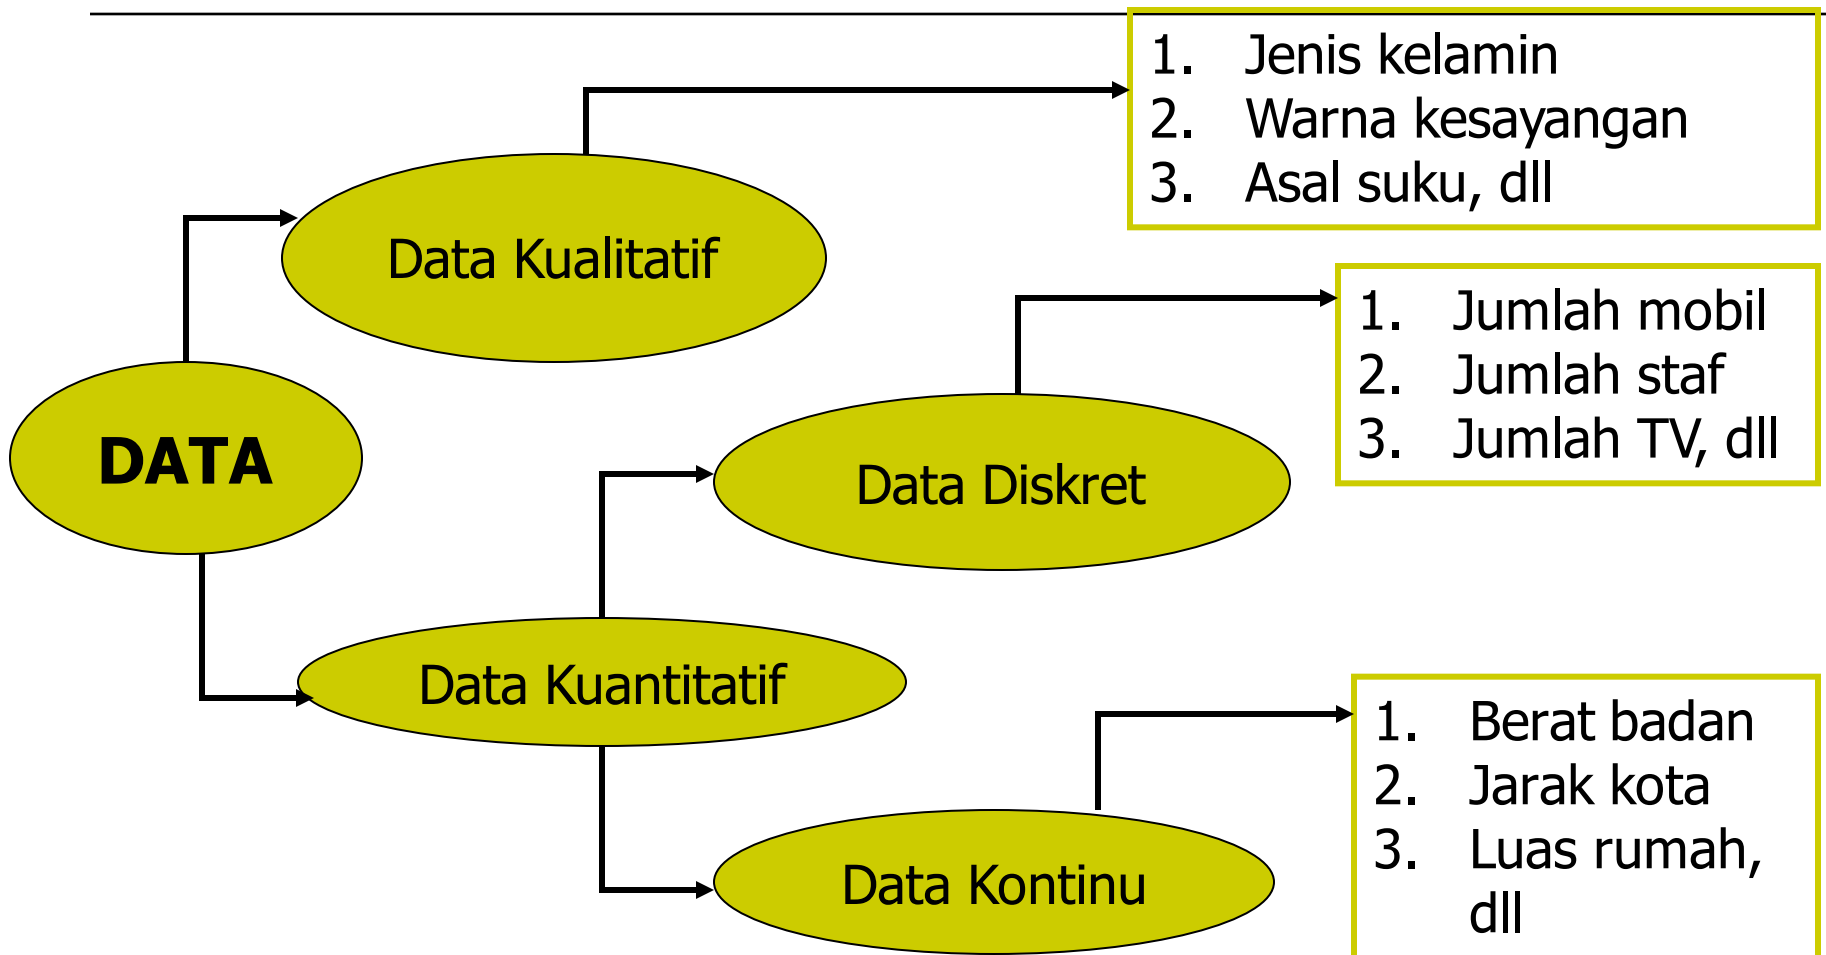 1. Jenis kelamin
2. Warna kesayangan
3. Asal suku, dll
Data Kualitatif
1. Jumlah mobil
2. Jumlah staf
3. Jumlah TV, dll
DATA
Data Diskret
Data Kuantitatif
1. Berat badan
2. Jarak kota
3. Luas rumah,
dll
Data Kontinu